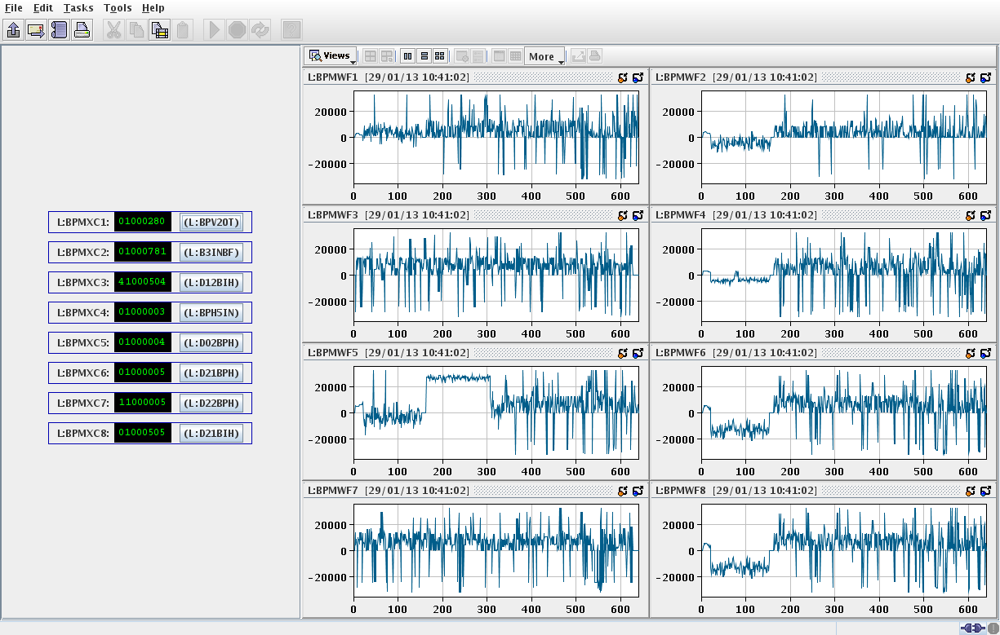 File Edit Tasks Tools Help
Views More
L:BPMXC1: 01000280 (L:BPV2OT)
L:BPMXC2: 01000781 (L:B3INBF)
L:BPMXC3: 41000504 (L:D12BIH)
L:BPMXC4: 01000003 (L:BPH5IN)
L:BPMXC5: 01000004 (L:D02BPH)
L:BPMXC6: 01000005 (L:D21BPH)
L:BPMXC7: 11000005 (L:D22BPH)
L:BPMXC8: 01000505 (L:D21BIH)
L:BPMWF1 [29/01/13 10:41:02]
20000
0
-20000
0 100 200 300 400 500 600
L:BPMWF2 [29/01/13 10:41:02]
20000
0
-20000
0 100 200 300 400 500 600
L:BPMWF3 [29/01/13 10:41:02]
20000
0
-20000
0 100 200 300 400 500 600
L:BPMWF4 [29/01/13 10:41:02]
20000
0
-20000
0 100 200 300 400 500 600
L:BPMWF5 [29/01/13 10:41:02]
20000
0
-20000
0 100 200 300 400 500 600
L:BPMWF6 [29/01/13 10:41:02]
20000
0
-20000
0 100 200 300 400 500 600
L:BPMWF7 [29/01/13 10:41:02]
20000
0
-20000
0 100 200 300 400 500 600
L:BPMWF8 [29/01/13 10:41:02]
20000
0
-20000
0 100 200 300 400 500 600